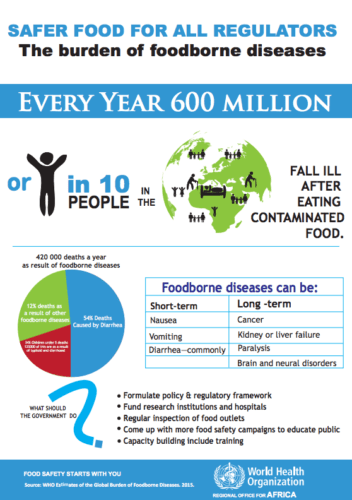 SAFER FOOD FOR ALL REGULATORS
The burden of foodborne diseases
EVERY YEAR 600 MILLION
or in 10
PEOPLE
IN THE
FALL ILL
AFTER
EATING
CONTAMINATED
FOOD.
420 000 deaths a year
as result of foodborne diseases
12% deaths as
a result of other
foodborne diseases
54% Deaths
Caused by Diarrhea
Foodborne diseases can be:
Short-term
Long -term
Nausea
Cancer
Vomiting
Kidney or liver failure
Diarrhea—commonly
Paralysis
Brain and neural disorders
WHAT SHOULD
THE GOVERNMENT DO
?
• Formulate policy & regulatory framework
• Fund research institutions and hospitals
• Regular inspection of food outlets
• Come up with more food safety campaigns to educate public
• Capacity building include training
FOOD SAFETY STARTS WITH YOU
Source: WHO Estimates of the Global Burden of Foodborne Diseases. 2015.
World Health
Organization
REGIONAL OFFICE FOR AFRICA